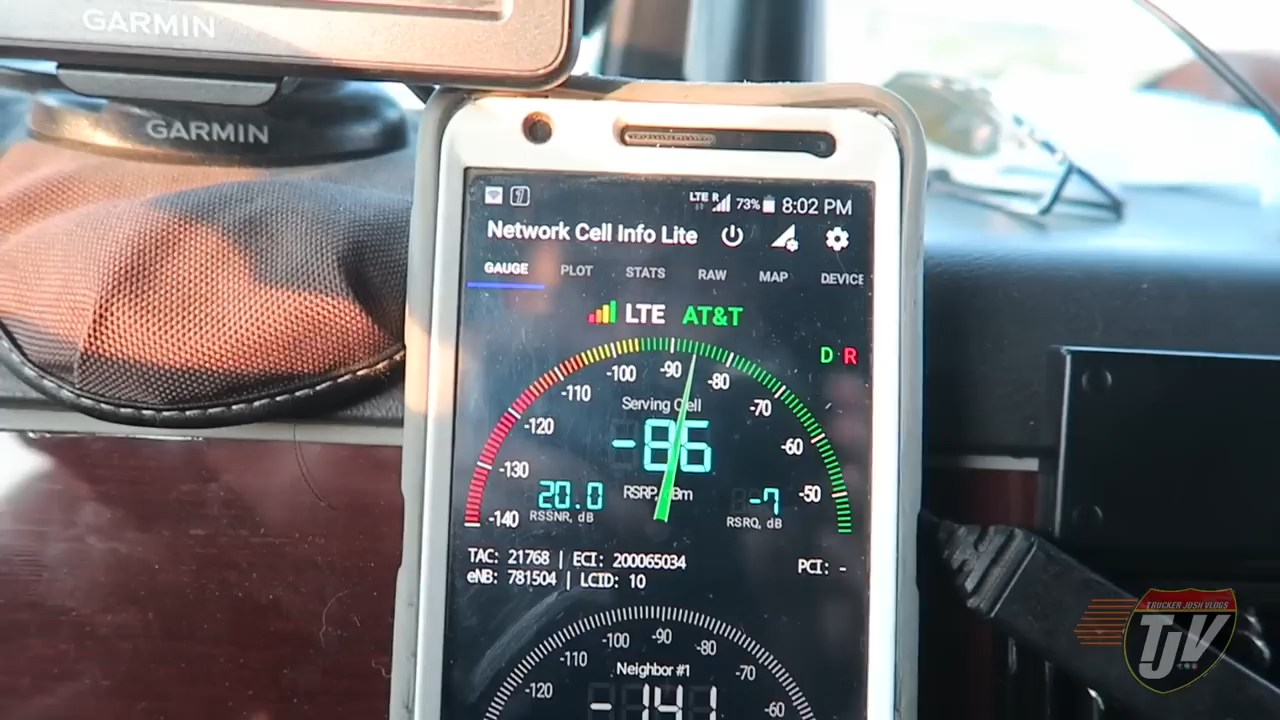 GARMIN
GARMIN
LTE R 73% 8:02 PM
Network Cell Info Lite
GAUGE PLOT STATS RAW MAP DEVICE
LTE AT&T
D R
-140 -130 -120 -110 -100 -90 -80 -70 -60 -50
Serving Cell
-86
RSRP, dBm
20.0
RSSNR, dB
-7
RSRQ, dB
TAC: 21768 | ECI: 200065034
eNB: 781504 | LCID: 10
PCI: -
-120 -110 -100 -90 -80 -70 -60
Neighbor #1
-141
TRUCKER JOSH VLOGS
TJV